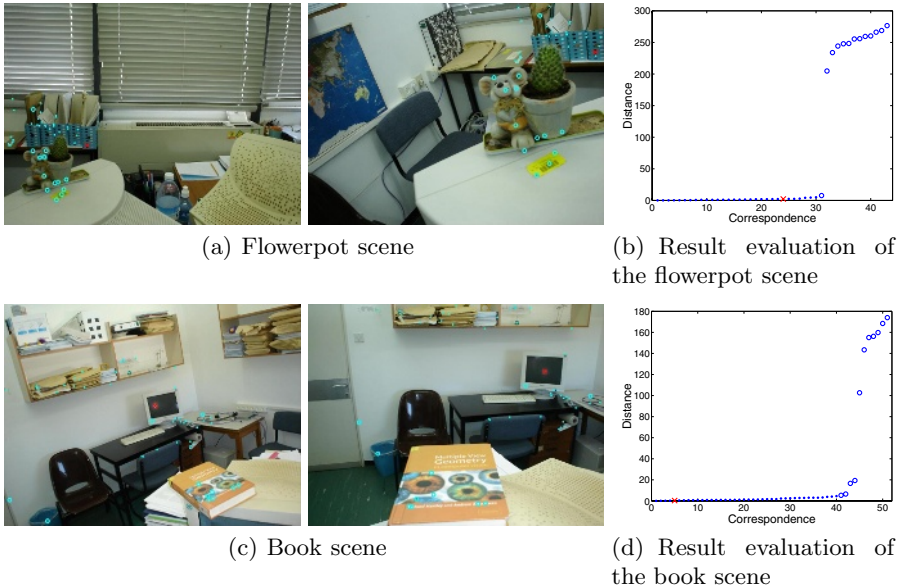 300
250
200
150
100
50
0
Distance
0 10 20 30 40
Correspondence
(a) Flowerpot scene
(b) Result evaluation of
the flowerpot scene
Multiple View
Geometry
180
160
140
120
100
80
60
40
20
0
Distance
0 10 20 30 40 50
Correspondence
(c) Book scene
(d) Result evaluation of
the book scene